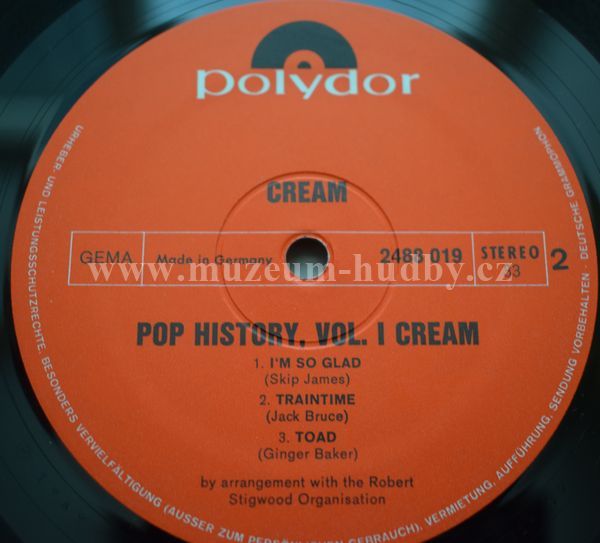 polydor
CREAM
GEMA
Made in Germany
2483 019
STEREO
33
2
www.muzeum-hudby.cz
POP HISTORY, VOL. I CREAM
1. I'M SO GLAD
(Skip James)
2. TRAINTIME
(Jack Bruce)
3. TOAD
(Ginger Baker)
by arrangement with the Robert
Stigwood Organisation
URHEBER- UND LEISTUNGSSCHUTZRECHTE. BESONDERS VERVIELFÄLTIGUNG (AUSSER ZUM PERSÖNLICHEN GEBRAUCH), VERMIETUNG, AUFFÜHRUNG, SENDUNG VORBEHALTEN DEUTSCHE GRAMMOPHON